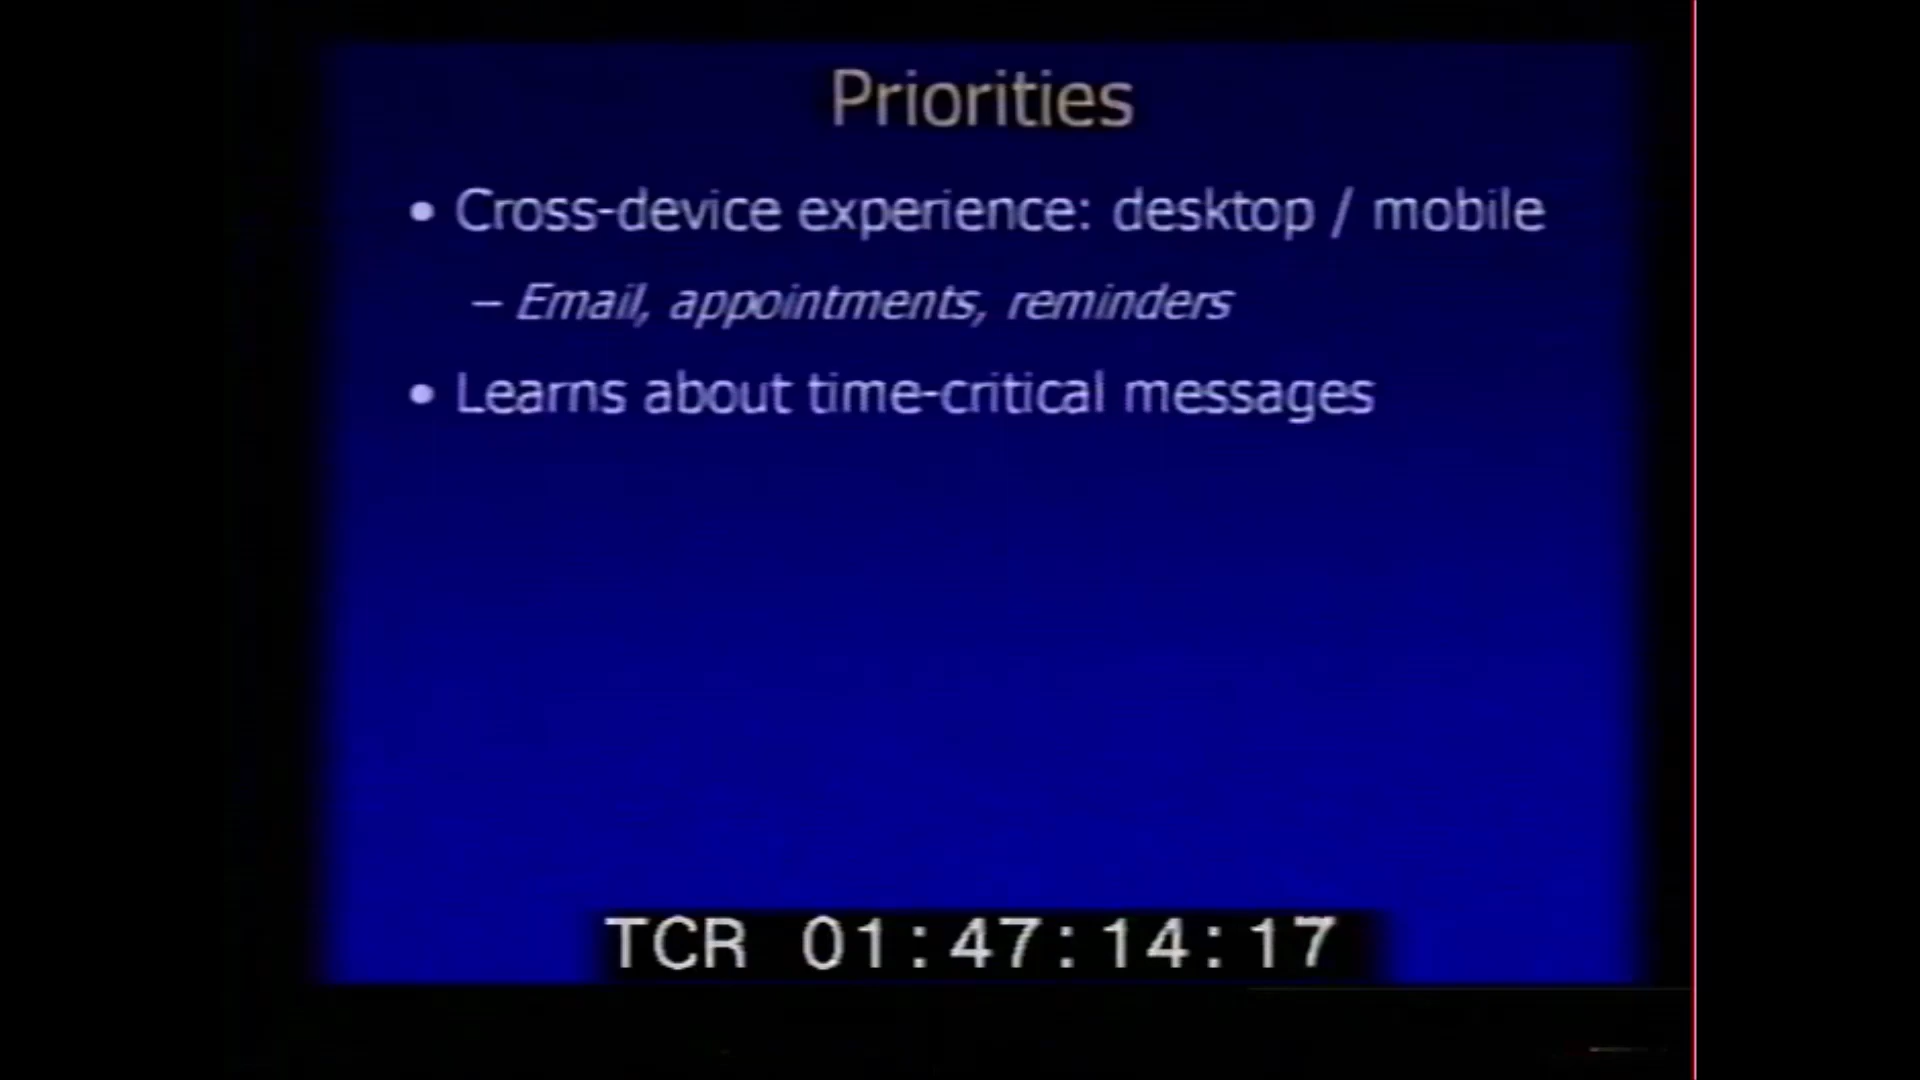 Priorities
• Cross-device experience: desktop / mobile
– Email, appointments, reminders
• Learns about time-critical messages
TCR 01:47:14:17